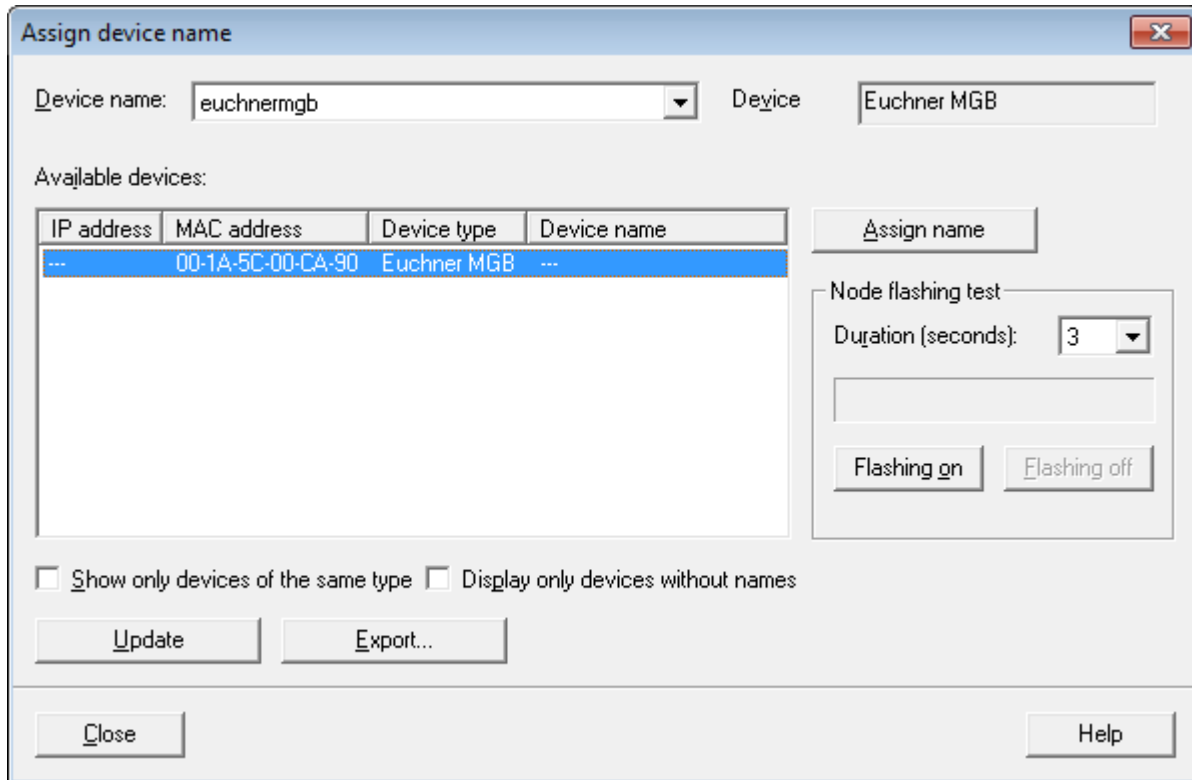 Assign device name
Device name: euchnermgb Device Euchner MGB
Available devices:
IP address MAC address Device type Device name
--- 00-1A-5C-00-CA-90 Euchner MGB ---
Assign name
Node flashing test
Duration (seconds): 3
Flashing on Flashing off
Show only devices of the same type Display only devices without names
Update Export...
Close Help